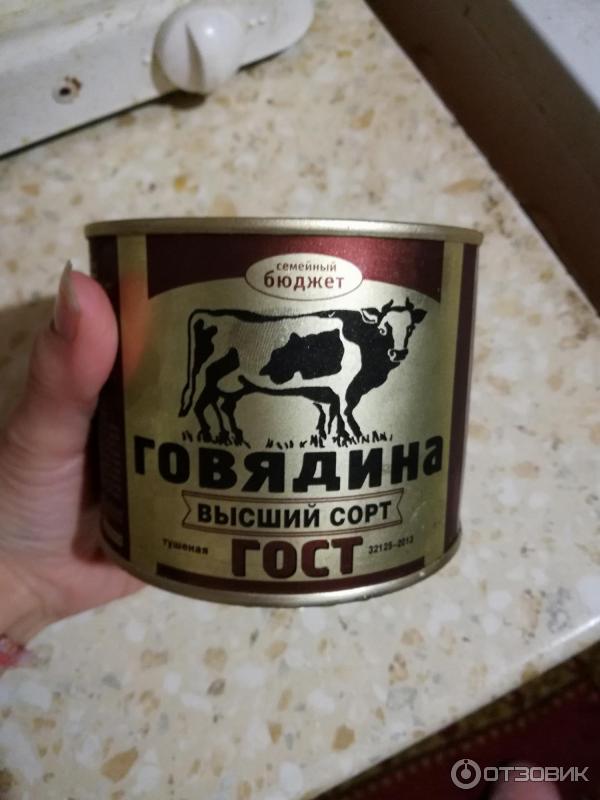 семейный
бюджет
говядина
ВЫСШИЙ СОРТ
тушеная ГОСТ 32125-2013
ОТЗОВИК